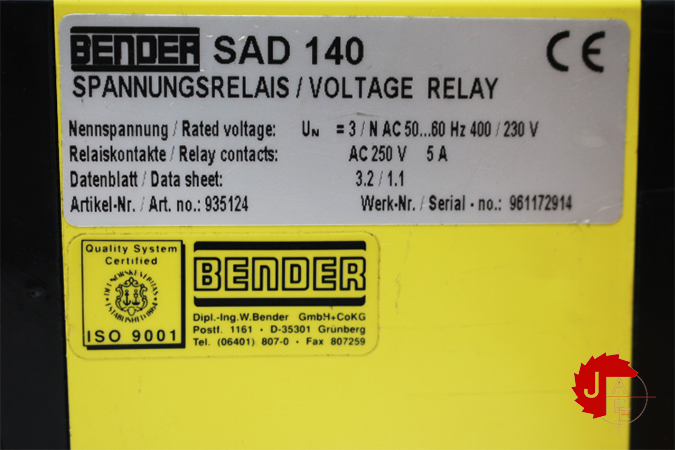 BENDER SAD 140 CE
SPANNUNGSRELAIS / VOLTAGE RELAY
Nennspannung / Rated voltage: UN = 3 / N AC 50...60 Hz 400 / 230 V
Relaiskontakte / Relay contacts: AC 250 V 5 A
Datenblatt / Data sheet: 3.2 / 1.1
Artikel-Nr. / Art. no.: 935124 Werk-Nr. / Serial - no.: 961172914
Quality System
Certified
ISO 9001
BENDER
Dipl.-Ing.W.Bender GmbH+CoKG
Postf. 1161 · D-35301 Grünberg
Tel. (06401) 807-0 · Fax 807259
J